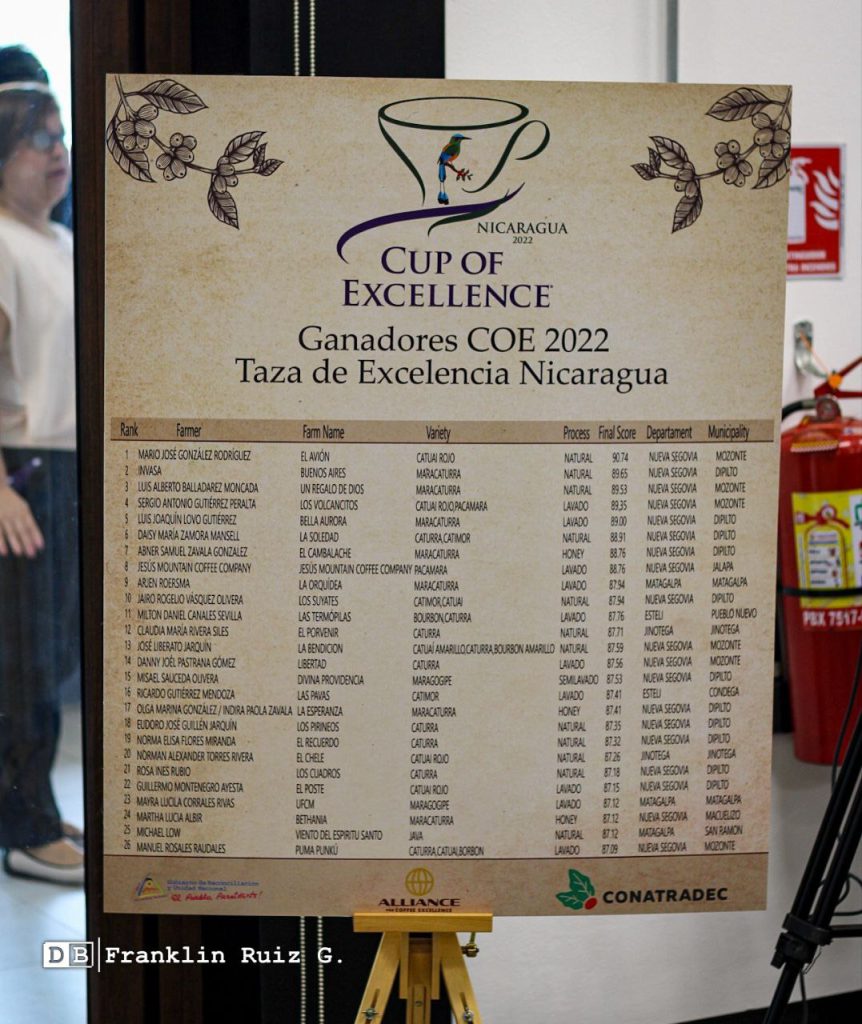 NICARAGUA
2022
CUP OF
EXCELLENCE
Ganadores COE 2022
Taza de Excelencia Nicaragua
Rank Farmer Farm Name Variety Process Final Score Departament Municipality
1 MARIO JOSÉ GONZÁLEZ RODRÍGUEZ EL AVIÓN CATUAI ROJO NATURAL 90.74 NUEVA SEGOVIA MOZONTE
2 INVASA BUENOS AIRES MARACATURRA NATURAL 89.65 NUEVA SEGOVIA DIPILTO
3 LUIS ALBERTO BALLADAREZ MONCADA UN REGALO DE DIOS MARACATURRA NATURAL 89.53 NUEVA SEGOVIA MOZONTE
4 SERGIO ANTONIO GUTIÉRREZ PERALTA LOS VOLCANCITOS CATUAI ROJO,PACAMARA LAVADO 89,35 NUEVA SEGOVIA MOZONTE
5 LUIS JOAQUÍN LOVO GUTIÉRREZ BELLA AURORA MARACATURRA LAVADO 89.00 NUEVA SEGOVIA DIPILTO
6 DAISY MARÍA ZAMORA MANSELL LA SOLEDAD CATURRA,CATIMOR NATURAL 88.91 NUEVA SEGOVIA DIPILTO
7 ABNER SAMUEL ZAVALA GONZALEZ EL CAMBALACHE MARACATURRA HONEY 88.76 NUEVA SEGOVIA DIPILTO
8 JESÚS MOUNTAIN COFFEE COMPANY JESÚS MOUNTAIN COFFEE COMPANY PACAMARA LAVADO 88.76 NUEVA SEGOVIA JALAPA
9 ARJEN ROERSMA LA ORQUÍDEA MARACATURRA LAVADO 87.94 MATAGALPA MATAGALPA
10 JAIRO ROGELIO VÁSQUEZ OLIVERA LOS SUYATES CATIMOR,CATUAI NATURAL 87.94 NUEVA SEGOVIA DIPILTO
11 MILTON DANIEL CANALES SEVILLA LAS TERMÓPILAS BOURBON,CATURRA LAVADO 87.76 ESTELI PUEBLO NUEVO
12 CLAUDIA MARÍA RIVERA SILES EL PORVENIR CATURRA NATURAL 87.71 JINOTEGA JINOTEGA
13 JOSÉ LIBERATO JARQUÍN LA BENDICION CATUAÍ AMARILLO,CATURRA,BOURBON AMARILLO NATURAL 87.59 NUEVA SEGOVIA MOZONTE
14 DANNY JOÉL PASTRANA GÓMEZ LIBERTAD CATURRA LAVADO 87.56 NUEVA SEGOVIA MOZONTE
15 MISAEL SAUCEDA OLIVERA DIVINA PROVIDENCIA MARAGOGIPE SEMILAVADO 87.53 NUEVA SEGOVIA DIPILTO
16 RICARDO GUTIÉRREZ MENDOZA LAS PAVAS CATIMOR LAVADO 87.41 ESTELI CONDEGA
17 OLGA MARINA GONZÁLEZ / INDIRA PAOLA ZAVALA LA ESPERANZA MARACATURRA HONEY 87.41 NUEVA SEGOVIA DIPILTO
18 EUDORO JOSÉ GUILLÉN JARQUÍN LOS PIRINEOS CATURRA NATURAL 87.35 NUEVA SEGOVIA DIPILTO
19 NORMA ELISA FLORES MIRANDA EL RECUERDO CATURRA NATURAL 87.32 NUEVA SEGOVIA DIPILTO
20 NÓRMAN ALEXANDER TORRES RIVERA EL CHELE CATUAI ROJO NATURAL 87.26 JINOTEGA JINOTEGA
21 ROSA INES RUBIO LOS CUADROS CATURRA NATURAL 87.18 NUEVA SEGOVIA DIPILTO
22 GUILLERMO MONTENEGRO AYESTA EL POSTE CATUAI ROJO LAVADO 87.15 NUEVA SEGOVIA DIPILTO
23 MAYRA LUCILA CORRALES RIVAS UFCM MARAGOGIPE LAVADO 87.12 MATAGALPA MATAGALPA
24 MARTHA LUCIA ALBIR BETHANIA MARACATURRA HONEY 87.12 NUEVA SEGOVIA MACUELIZO
25 MICHAEL LOW VIENTO DEL ESPIRITU SANTO JAVA NATURAL 87.12 MATAGALPA SAN RAMON
26 MANUEL ROSALES RAUDALES PUMA PUNKÚ CATURRA,CATUAI,BORBON LAVADO 87.09 NUEVA SEGOVIA MOZONTE
Gobierno de Reconciliación
y Unidad Nacional
El Pueblo, Presidente!
ALLIANCE
FOR COFFEE EXCELLENCE
CONATRADEC
PBX 7517-
DB Franklin Ruiz G.